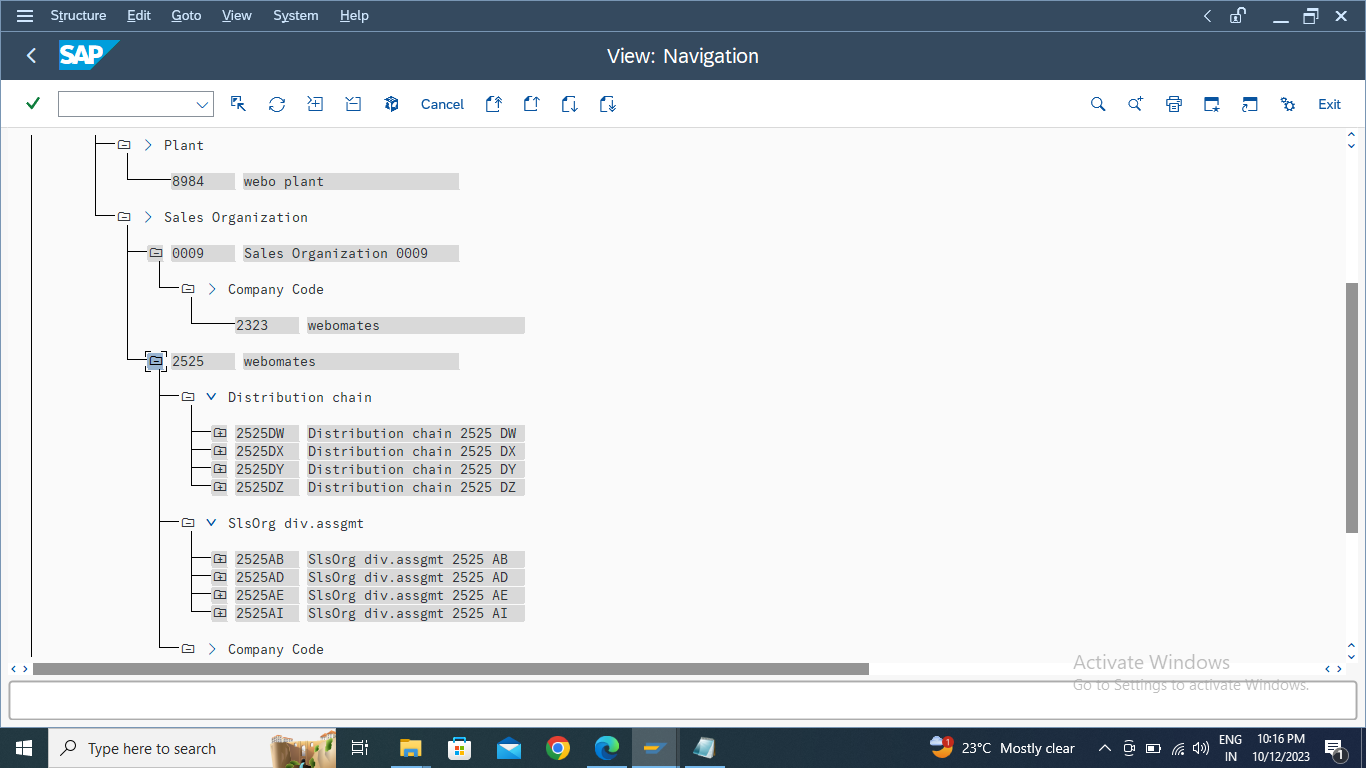 Structure Edit Goto View System Help
SAP View: Navigation
Cancel Exit
Plant
8984 webo plant
Sales Organization
0009 Sales Organization 0009
Company Code
2323 webomates
2525 webomates
Distribution chain
2525DW Distribution chain 2525 DW
2525DX Distribution chain 2525 DX
2525DY Distribution chain 2525 DY
2525DZ Distribution chain 2525 DZ
SlsOrg div.assgmt
2525AB SlsOrg div.assgmt 2525 AB
2525AD SlsOrg div.assgmt 2525 AD
2525AE SlsOrg div.assgmt 2525 AE
2525AI SlsOrg div.assgmt 2525 AI
Company Code
Activate Windows
Go to Settings to activate Windows.
Type here to search
1 23°C Mostly clear
ENG
IN
10:16 PM
10/12/2023
1